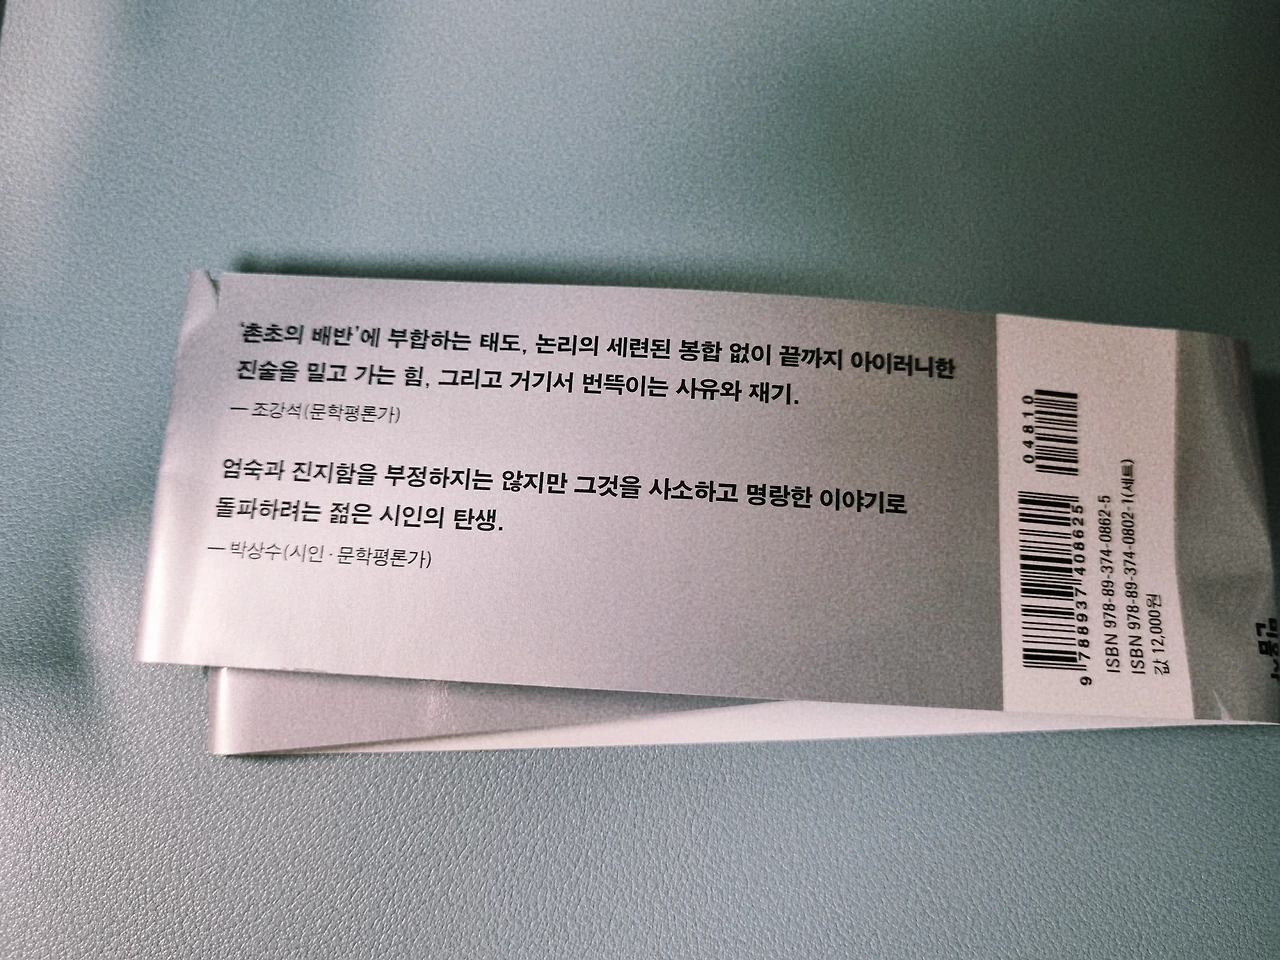 '촌초의 배반'에 부합하는 태도, 논리의 세련된 봉합 없이 끝까지 아이러니한
진술을 밀고 가는 힘, 그리고 거기서 번뜩이는 사유와 재기.
— 조강석(문학평론가)
엄숙과 진지함을 부정하지는 않지만 그것을 사소하고 명랑한 이야기로
돌파하려는 젊은 시인의 탄생.
— 박상수(시인 · 문학평론가)
04810
9 788937 408625
ISBN 978-89-374-0862-5
ISBN 978-89-374-0802-1(세트)
값 12,000원